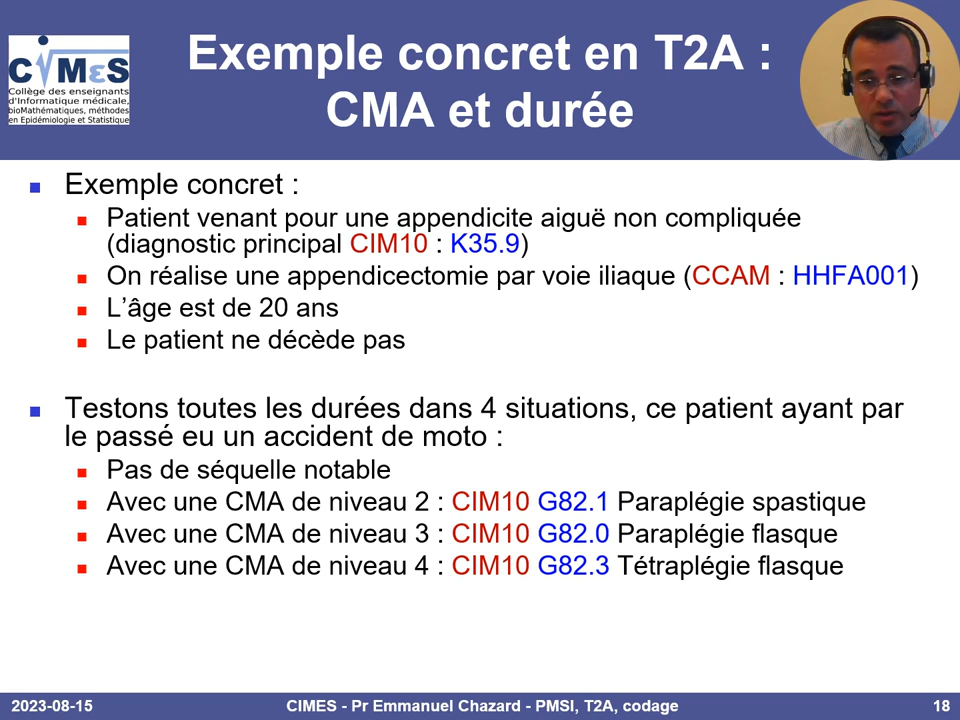 Exemple concret en T2A :
CMA et durée
CiMεS
Collège des enseignants
d'Informatique médicale,
bioMathématiques, méthodes
en Epidémiologie et Statistique
Exemple concret :
Patient venant pour une appendicite aiguë non compliquée
(diagnostic principal CIM10 : K35.9)
On réalise une appendicectomie par voie iliaque (CCAM : HHFA001)
L’âge est de 20 ans
Le patient ne décède pas
Testons toutes les durées dans 4 situations, ce patient ayant par
le passé eu un accident de moto :
Pas de séquelle notable
Avec une CMA de niveau 2 : CIM10 G82.1 Paraplégie spastique
Avec une CMA de niveau 3 : CIM10 G82.0 Paraplégie flasque
Avec une CMA de niveau 4 : CIM10 G82.3 Tétraplégie flasque
2023-08-15
CIMES - Pr Emmanuel Chazard - PMSI, T2A, codage
18